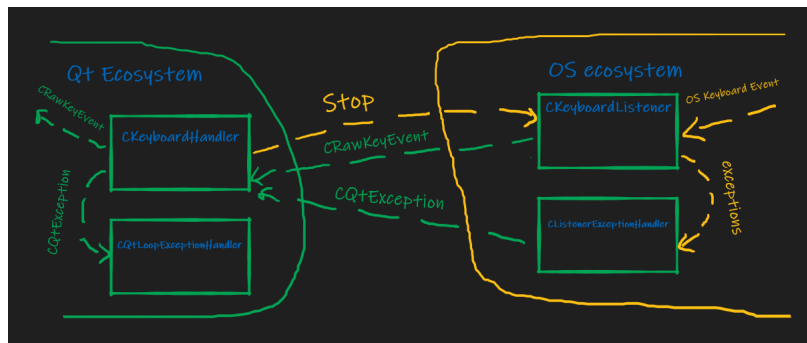 Qt Ecosystem
OS ecosystem
CRawKeyEvent
Stop
OS Keyboard Event
CKeyboardHandler
CKeyboardListener
CRawKeyEvent
CQtException
CQtException
exceptions
CQtLoopExceptionHandler
CListenerExceptionHandler